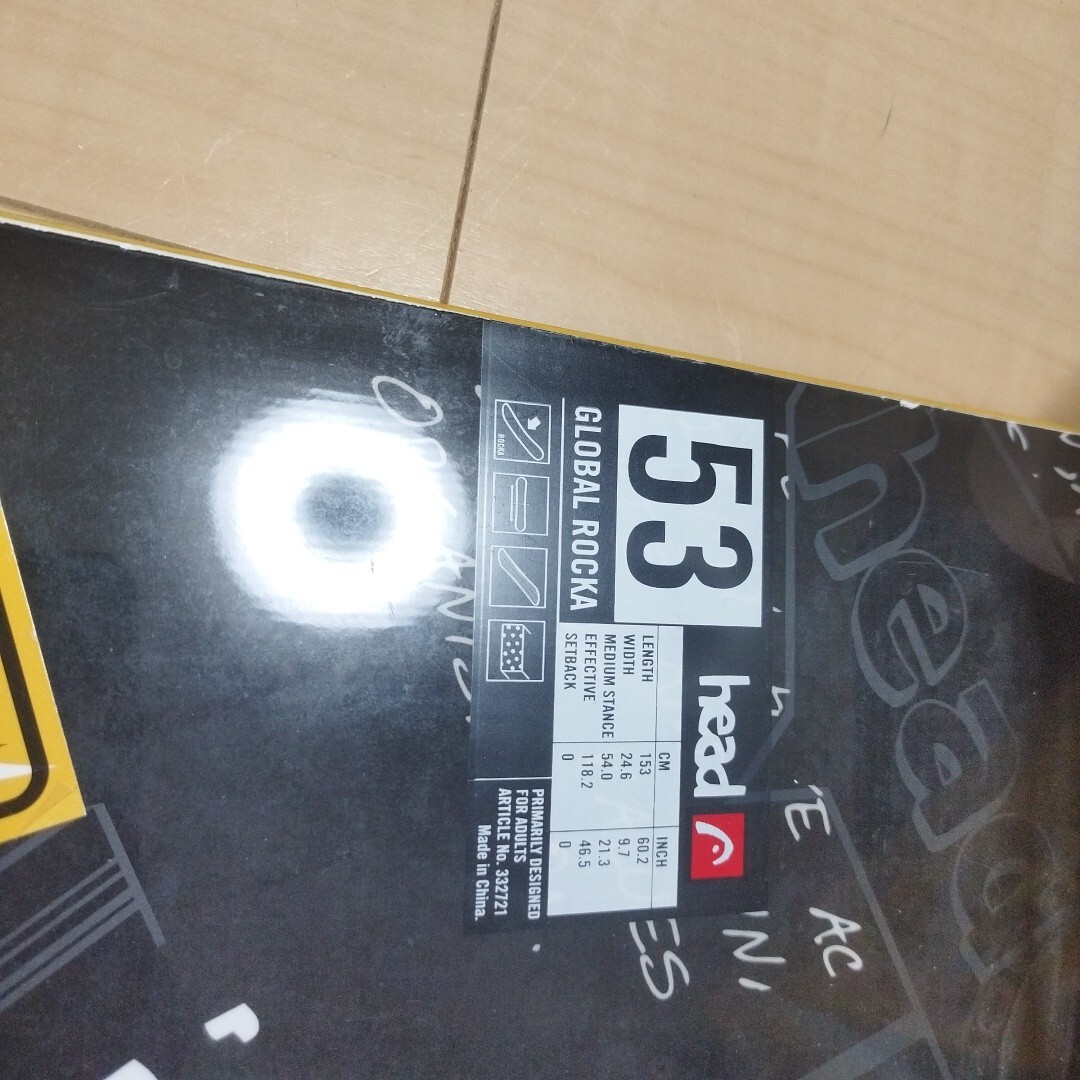 53
head
GLOBAL ROCKA
ROCKA
CM INCH
LENGTH 153 60.2
WIDTH 24.6 9.7
MEDIUM STANCE 54.0 21.3
EFFECTIVE 118.2 46.5
SETBACK 0 0
PRIMARILY DESIGNED
FOR ADULTS
ARTICLE No. 332721
Made in China.
head